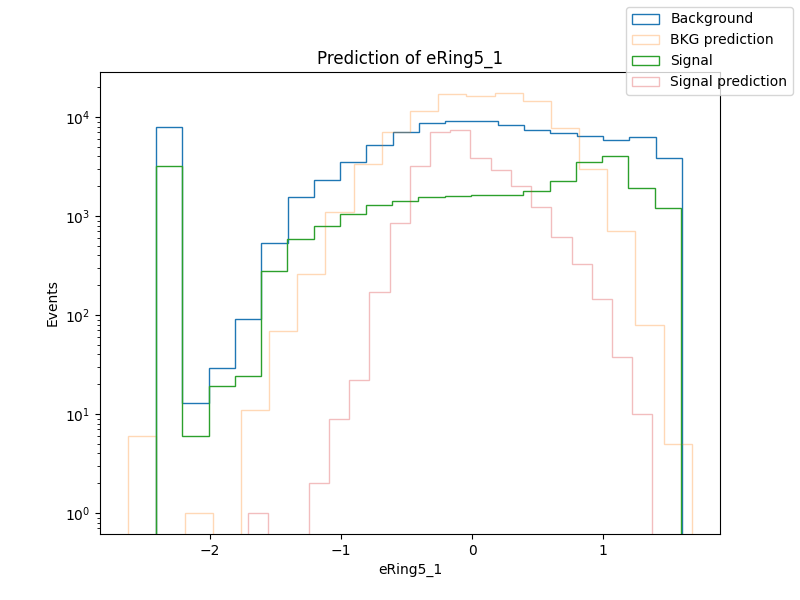 Prediction of eRing5_1
Background
BKG prediction
Signal
Signal prediction
Events
10⁴
10³
10²
10¹
10⁰
−2
−1
0
1
eRing5_1